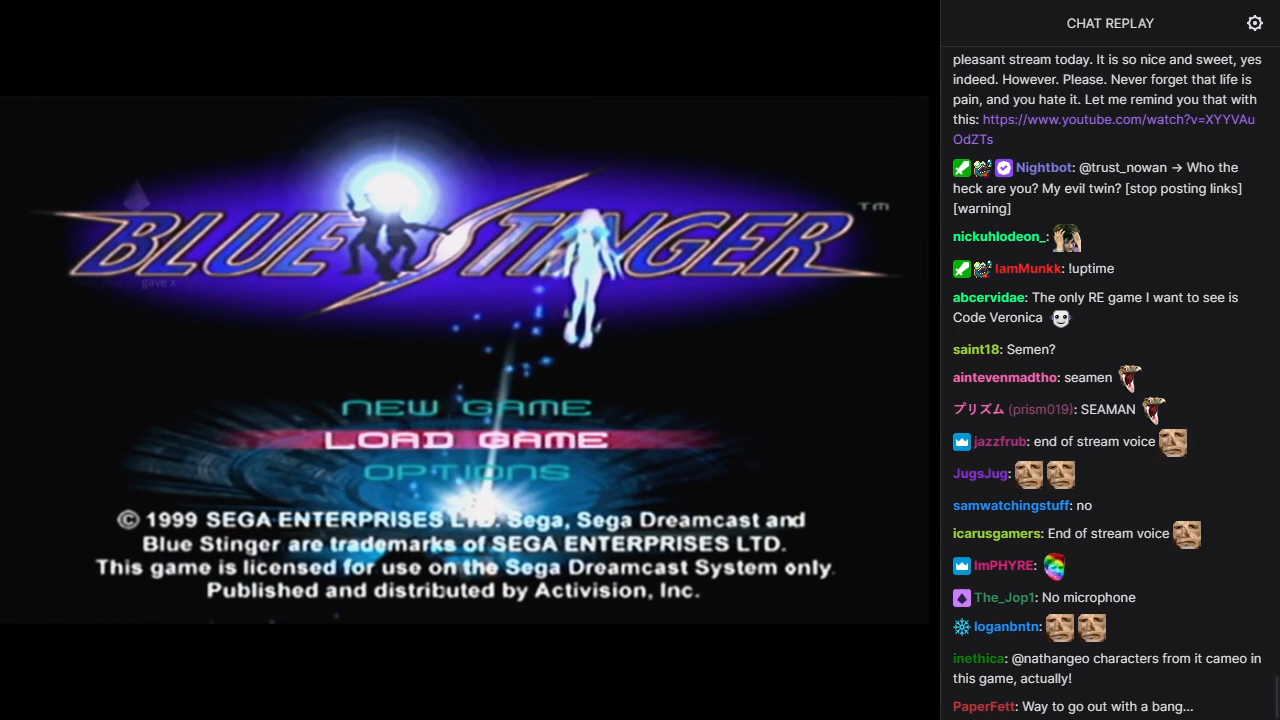 BLUE STINGER™
gave x
NEW GAME
LOAD GAME
OPTIONS
© 1999 SEGA ENTERPRISES LTD. Sega, Sega Dreamcast and
Blue Stinger are trademarks of SEGA ENTERPRISES LTD.
This game is licensed for use on the Sega Dreamcast System only.
Published and distributed by Activision, Inc.
CHAT REPLAY
pleasant stream today. It is so nice and sweet, yes
indeed. However. Please. Never forget that life is
pain, and you hate it. Let me remind you that with
this: https://www.youtube.com/watch?v=XYYVAu
OdZTs
Nightbot: @trust_nowan → Who the
heck are you? My evil twin? [stop posting links]
[warning]
nickuhlodeon_:
IamMunkk: !uptime
abcervidae: The only RE game I want to see is
Code Veronica
saint18: Semen?
aintevenmadtho: seamen
プリズム (prism019): SEAMAN
jazzfrub: end of stream voice
JugsJug:
samwatchingstuff: no
icarusgamers: End of stream voice
ImPHYRE:
The_Jop1: No microphone
loganbntn:
inethica: @nathangeo characters from it cameo in
this game, actually!
PaperFett: Way to go out with a bang...